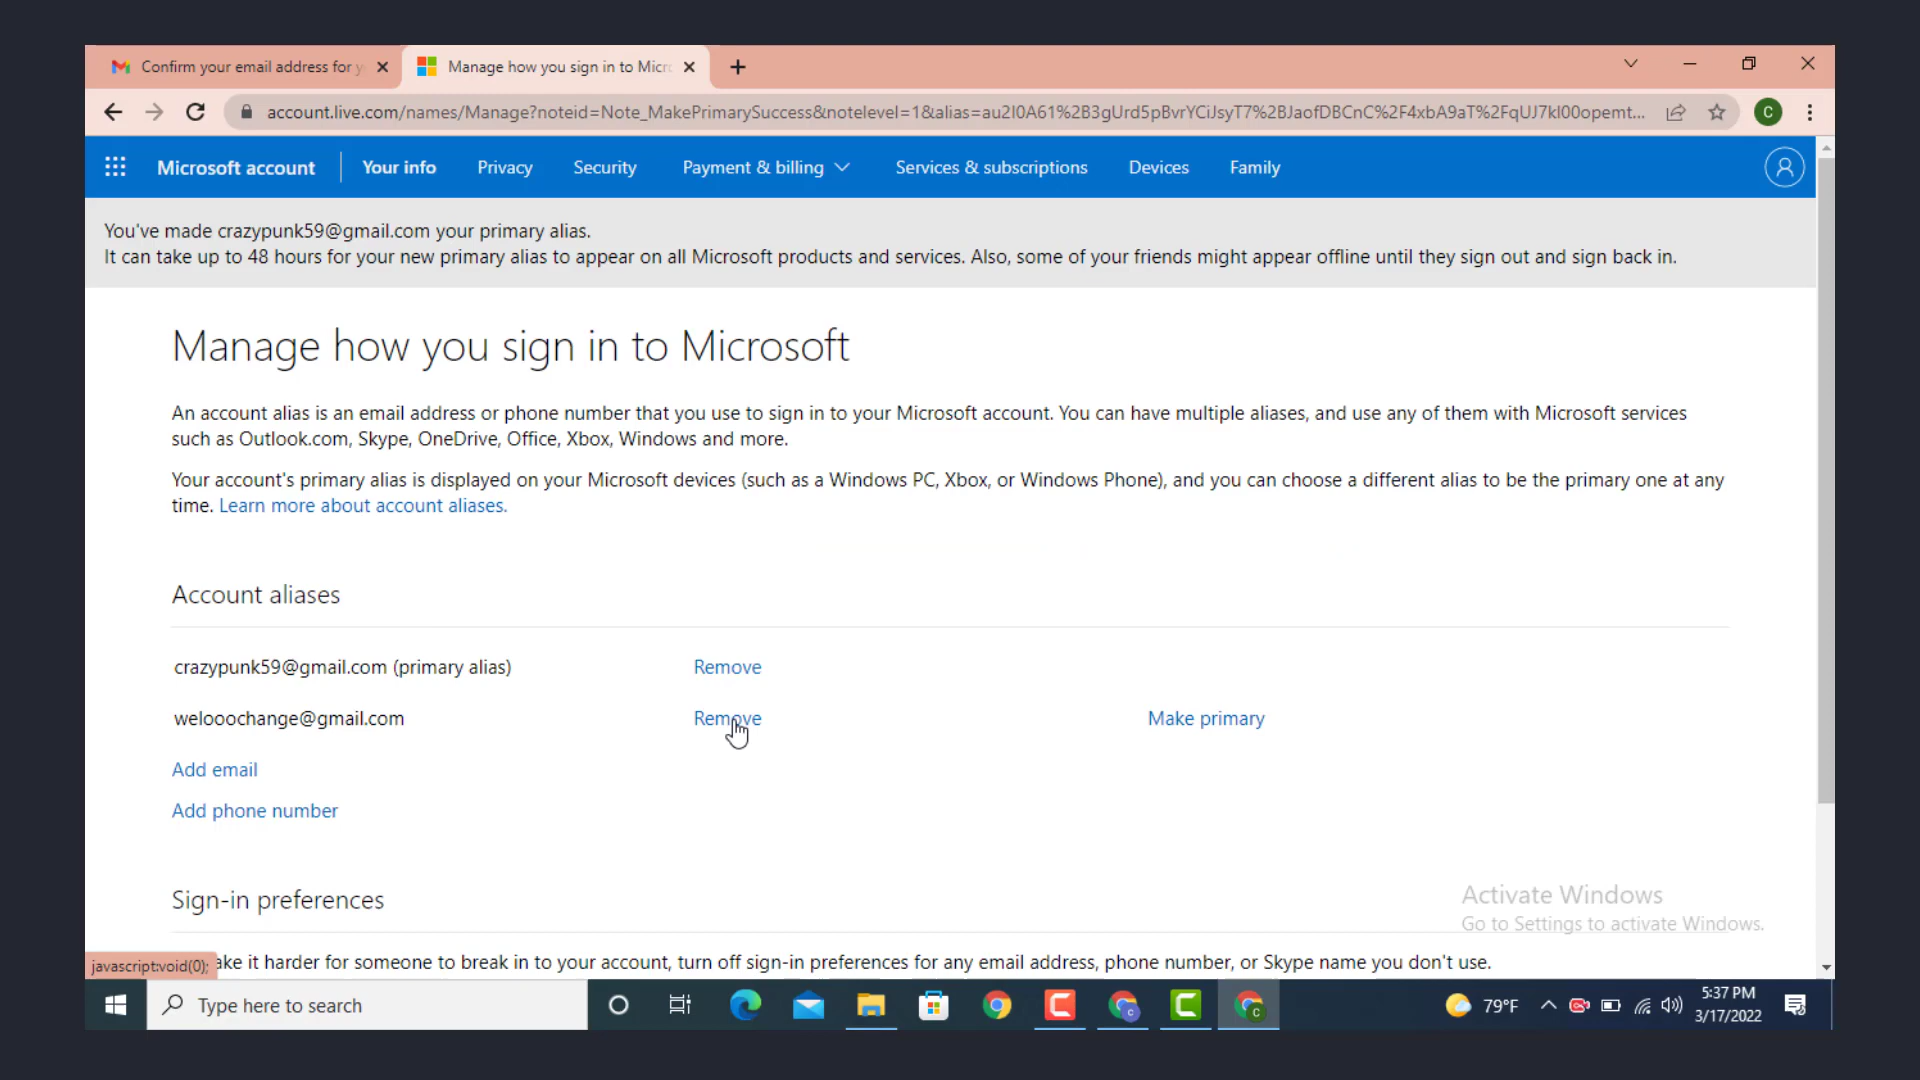 Confirm your email address for y
Manage how you sign in to Micro
account.live.com/names/Manage?noteid=Note_MakePrimarySuccess&notelevel=1&alias=au2I0A61%2B3gUrd5pBvrYCiJsyT7%2BJaofDBCnC%2F4xbA9aT%2FqUJ7kl00opemt...
C
Microsoft account
Your info
Privacy
Security
Payment & billing
Services & subscriptions
Devices
Family
You've made crazypunk59@gmail.com your primary alias.
It can take up to 48 hours for your new primary alias to appear on all Microsoft products and services. Also, some of your friends might appear offline until they sign out and sign back in.
Manage how you sign in to Microsoft
An account alias is an email address or phone number that you use to sign in to your Microsoft account. You can have multiple aliases, and use any of them with Microsoft services
such as Outlook.com, Skype, OneDrive, Office, Xbox, Windows and more.
Your account's primary alias is displayed on your Microsoft devices (such as a Windows PC, Xbox, or Windows Phone), and you can choose a different alias to be the primary one at any
time. Learn more about account aliases.
Account aliases
crazypunk59@gmail.com (primary alias) Remove
welooochange@gmail.com Remove Make primary
Add email
Add phone number
Sign-in preferences
Activate Windows
Go to Settings to activate Windows.
javascript:void(0);
ake it harder for someone to break in to your account, turn off sign-in preferences for any email address, phone number, or Skype name you don't use.
Type here to search
79°F
5:37 PM
3/17/2022